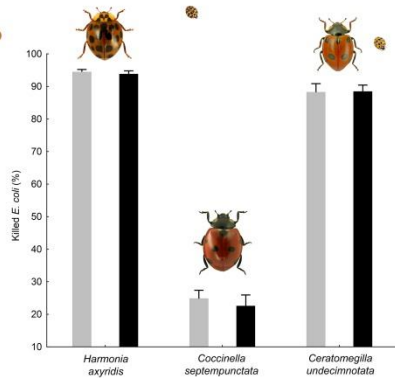 100
90
80
70
60
50
40
30
20
10
Killed E. coli (%)
Harmonia
axyridis
Coccinella
septempunctata
Ceratomegilla
undecimnotata